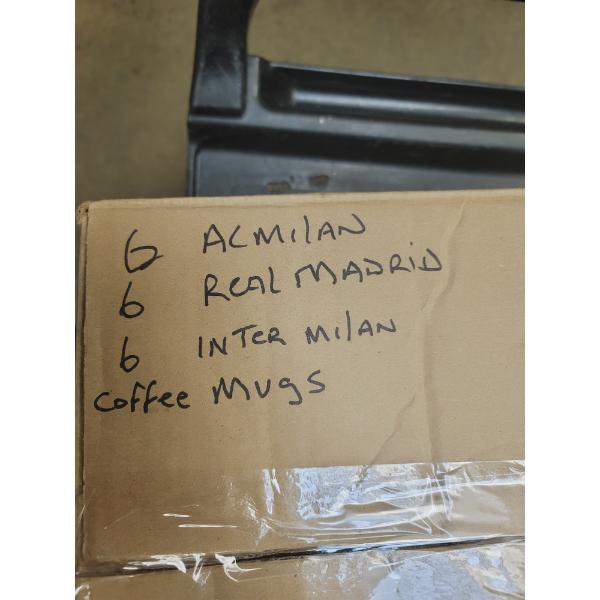 6 ACMilAN
6 ReAL MADRiD
6 INTeR MilAN
Coffee Mugs